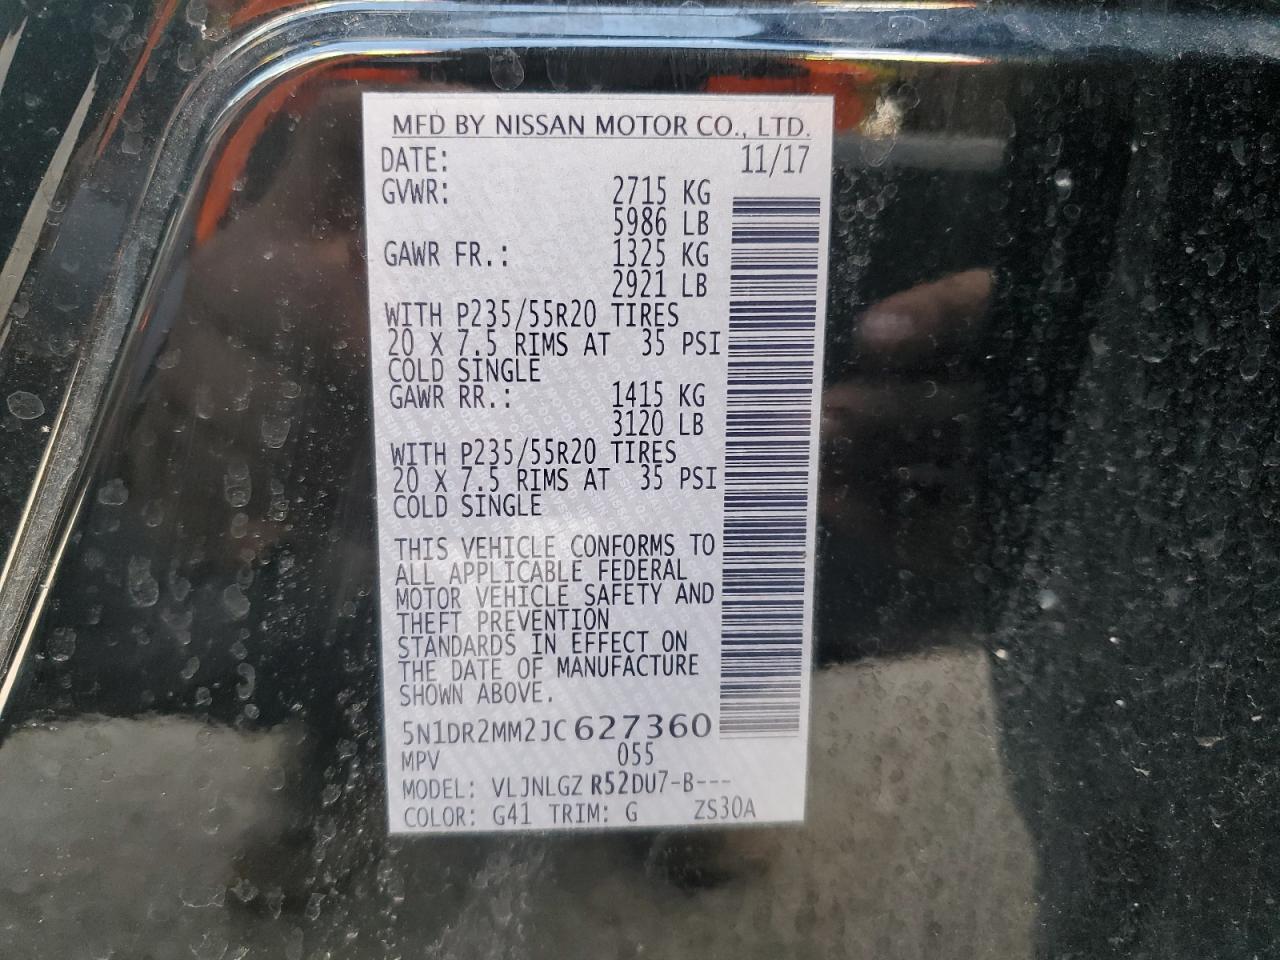 MFD BY NISSAN MOTOR CO., LTD.
DATE: 11/17
GVWR: 2715 KG
5986 LB
GAWR FR.: 1325 KG
2921 LB
WITH P235/55R20 TIRES
20 X 7.5 RIMS AT 35 PSI
COLD SINGLE
GAWR RR.: 1415 KG
3120 LB
WITH P235/55R20 TIRES
20 X 7.5 RIMS AT 35 PSI
COLD SINGLE
THIS VEHICLE CONFORMS TO
ALL APPLICABLE FEDERAL
MOTOR VEHICLE SAFETY AND
THEFT PREVENTION
STANDARDS IN EFFECT ON
THE DATE OF MANUFACTURE
SHOWN ABOVE.
5N1DR2MM2JC627360
MPV 055
MODEL: VLJNLGZ R52DU7-B---
COLOR: G41 TRIM: G ZS30A